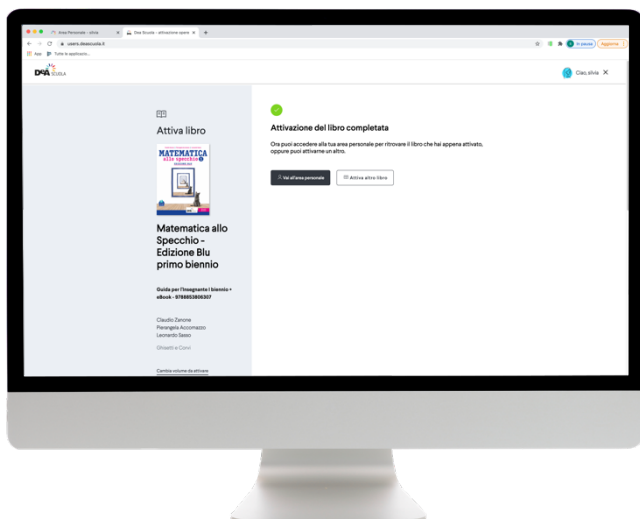 Area Personale - silvia
Dea Scuola - attivazione opere
users.deascuola.it
In pausa
Aggiorna
App
Tutte le applicazio...
DeA SCUOLA
Ciao, silvia
Attiva libro
MATEMATICA
allo specchio
Matematica allo
Specchio -
Edizione Blu
primo biennio
Guida per l'Insegnante I biennio +
eBook - 9788853806307
Claudio Zanone
Pierangela Accomazzo
Leonardo Sasso
Ghisetti e Corvi
Cambia volume da attivare
Attivazione del libro completata
Ora puoi accedere alla tua area personale per ritrovare il libro che hai appena attivato,
oppure puoi attivarne un altro.
Vai all'area personale
Attiva altro libro